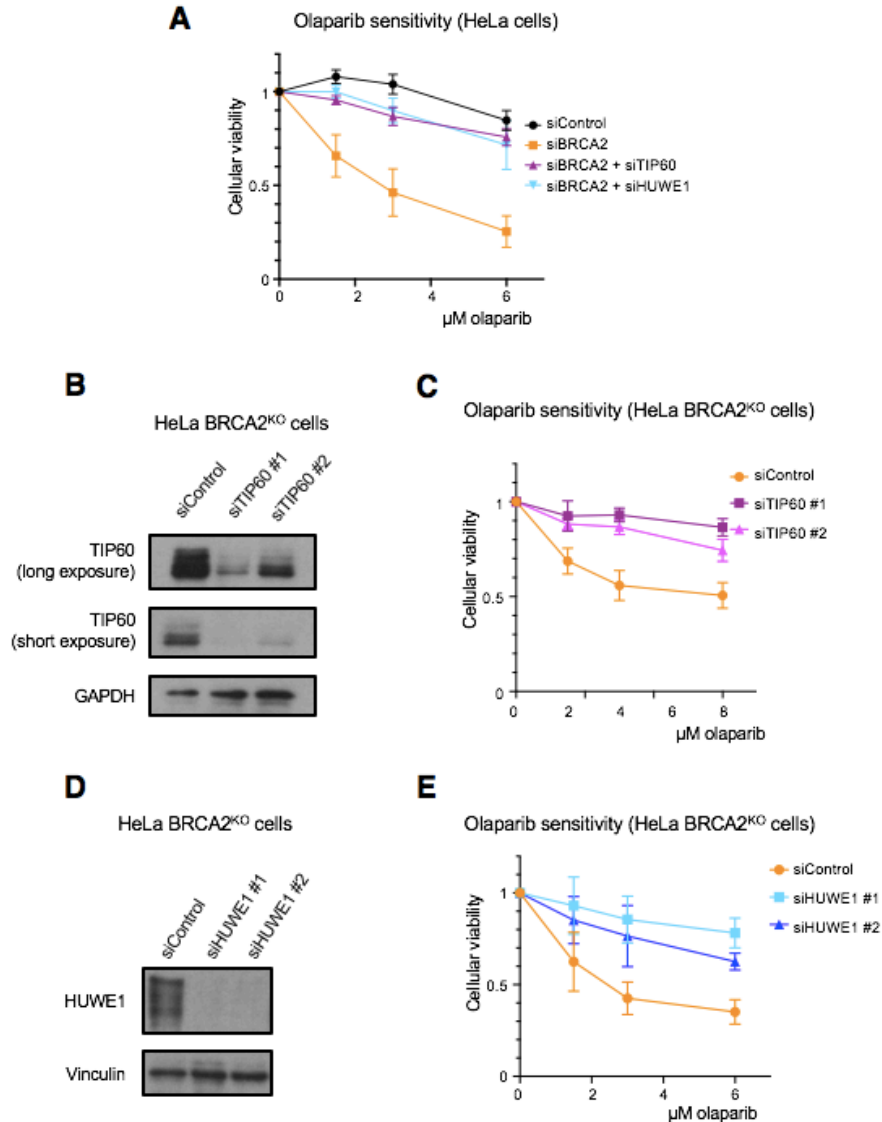 A
Olaparib sensitivity (HeLa cells)
Cellular viability
1
0.5
0
0 2 4 6
µM olaparib
siControl
siBRCA2
siBRCA2 + siTIP60
siBRCA2 + siHUWE1
B
HeLa BRCA2KO cells
siControl
siTIP60 #1
siTIP60 #2
TIP60
(long exposure)
TIP60
(short exposure)
GAPDH
C
Olaparib sensitivity (HeLa BRCA2KO cells)
Cellular viability
1
0.5
0
0 2 4 6 8
µM olaparib
siControl
siTIP60 #1
siTIP60 #2
D
HeLa BRCA2KO cells
siControl
siHUWE1 #1
siHUWE1 #2
HUWE1
Vinculin
E
Olaparib sensitivity (HeLa BRCA2KO cells)
Cellular viability
1
0.5
0
0 2 4 6
µM olaparib
siControl
siHUWE1 #1
siHUWE1 #2